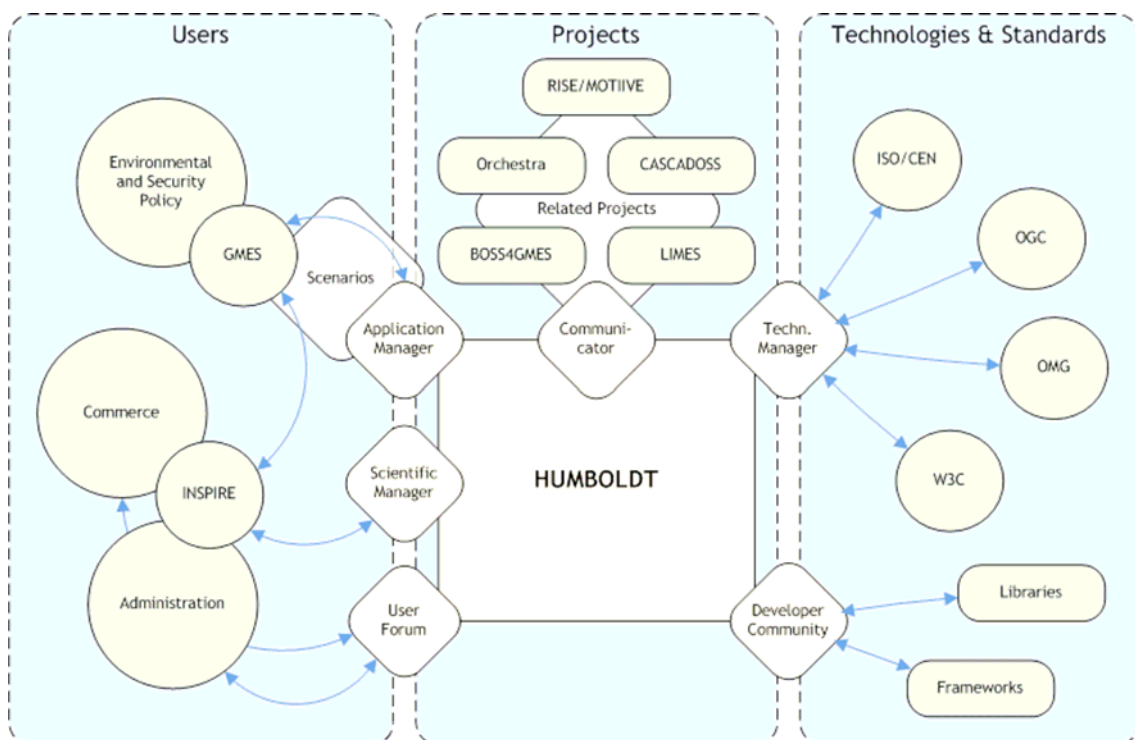 Users
Environmental
and Security
Policy
GMES
Scenarios
Application
Manager
Commerce
INSPIRE
Scientific
Manager
Administration
User
Forum
Projects
RISE/MOTIIVE
Orchestra
CASCADOSS
Related Projects
BOSS4GMES
LIMES
Communi-
cator
HUMBOLDT
Technologies & Standards
ISO/CEN
OGC
Techn.
Manager
OMG
W3C
Libraries
Developer
Community
Frameworks